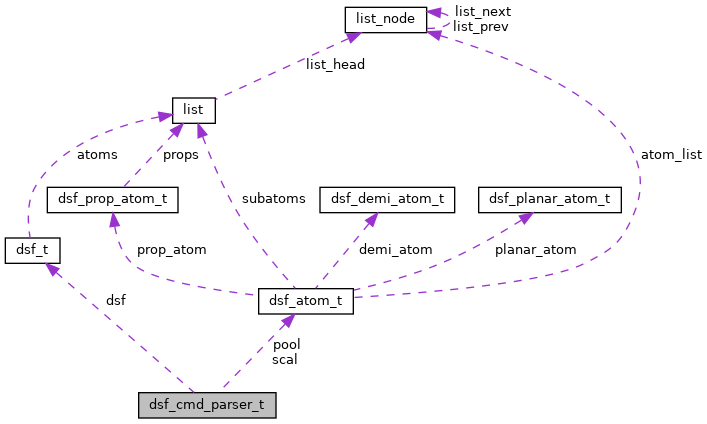 list_node
list_next
list_prev
list_head
list
atoms
props
atom_list
dsf_prop_atom_t
subatoms
dsf_demi_atom_t
dsf_planar_atom_t
dsf_t
prop_atom
demi_atom
planar_atom
dsf
dsf_atom_t
pool
scal
dsf_cmd_parser_t